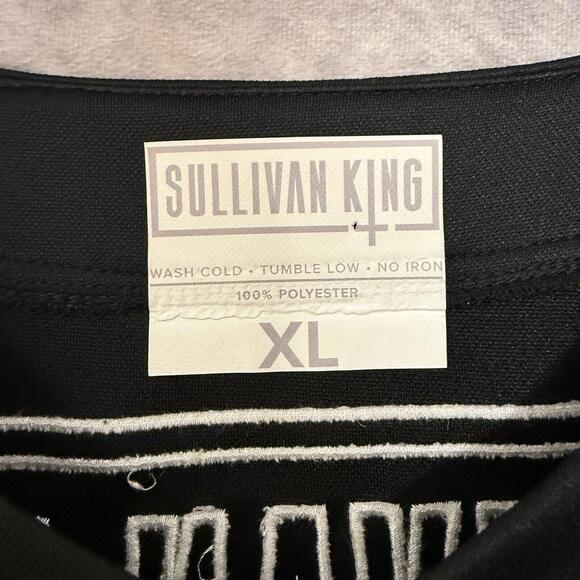 SULLIVAN KING
WASH COLD • TUMBLE LOW • NO IRON
100% POLYESTER
XL